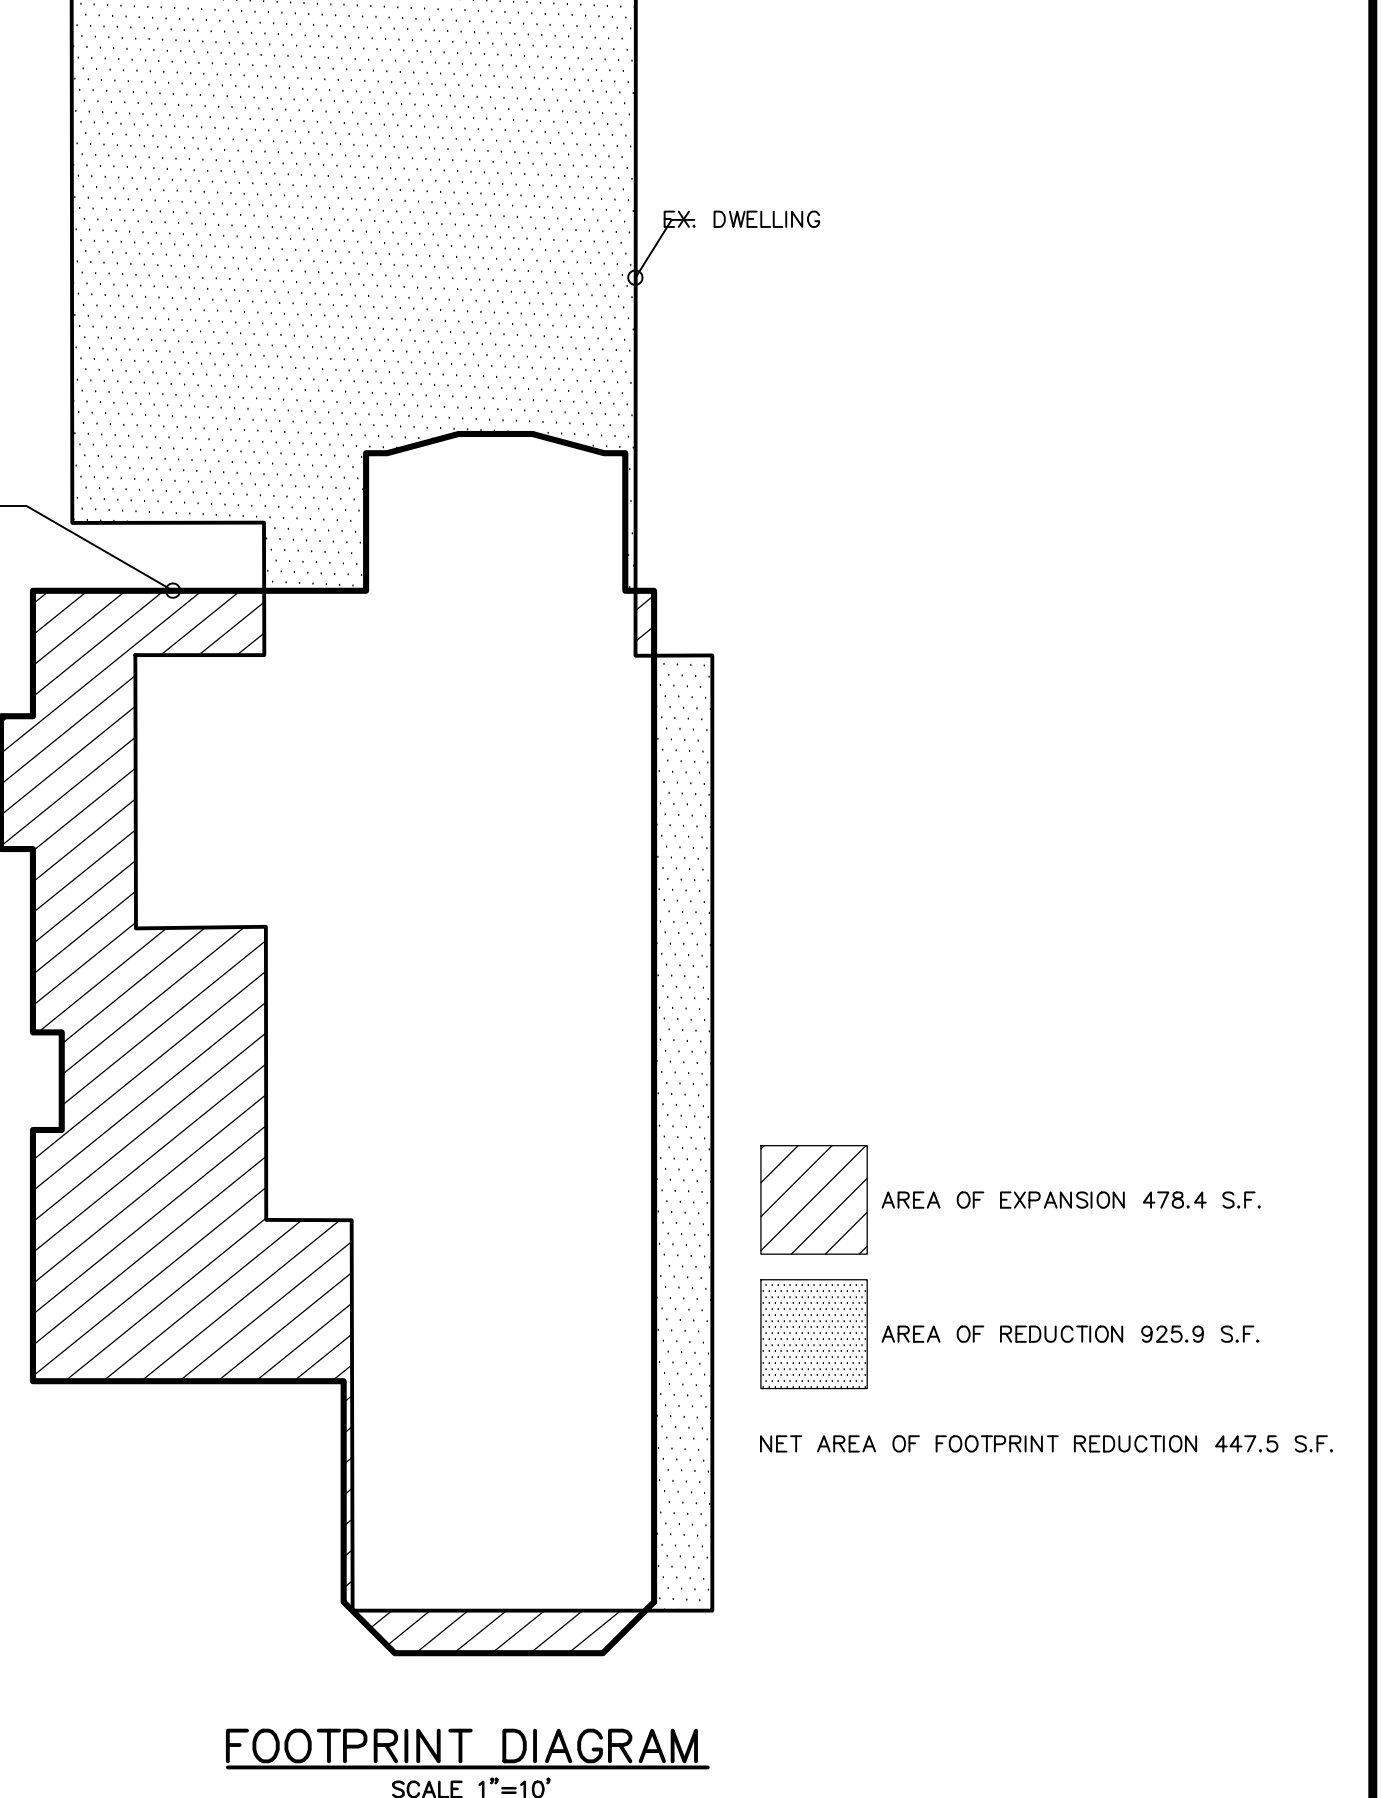 EX. DWELLING
AREA OF EXPANSION 478.4 S.F.
AREA OF REDUCTION 925.9 S.F.
NET AREA OF FOOTPRINT REDUCTION 447.5 S.F.
FOOTPRINT DIAGRAM
SCALE 1"=10'